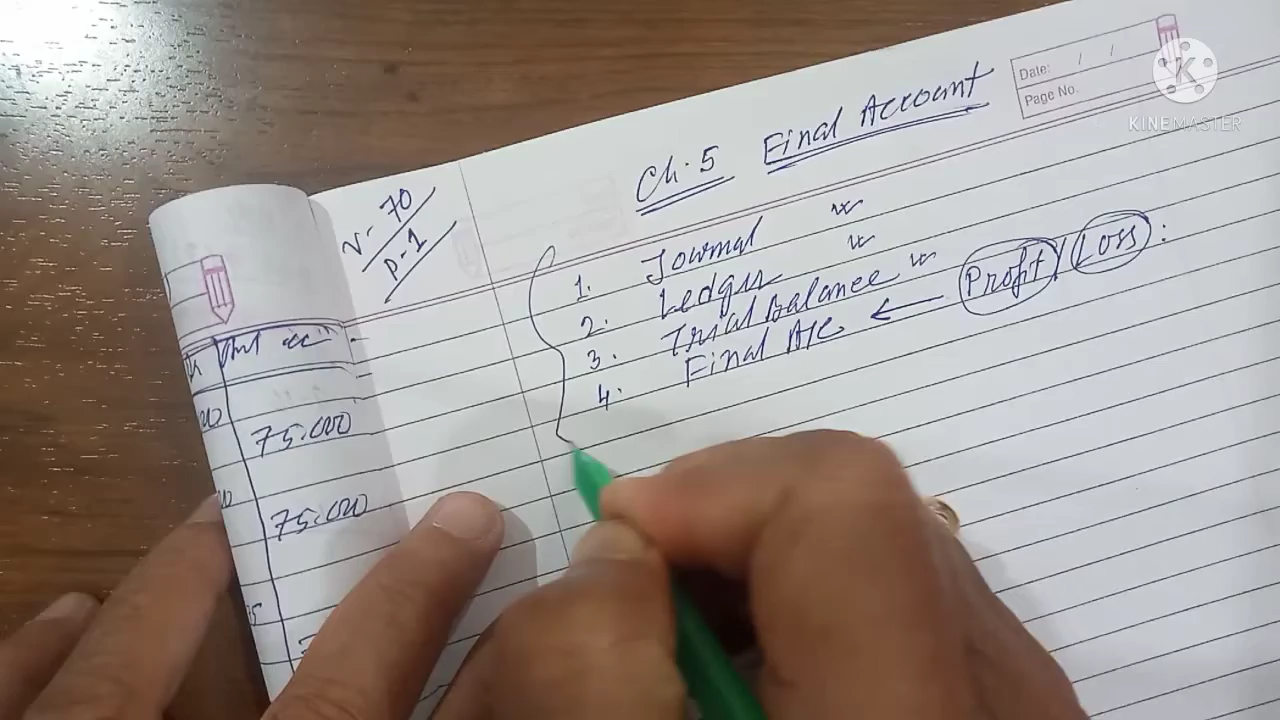 Date: / /
Page No.
KINEMASTER
Ch. 5 Final Account
V- 70
P-1
1. Journal
2. Ledger
3. Trial Balance
4. Final A/c ← Profit / Loss :
75.000
75.000